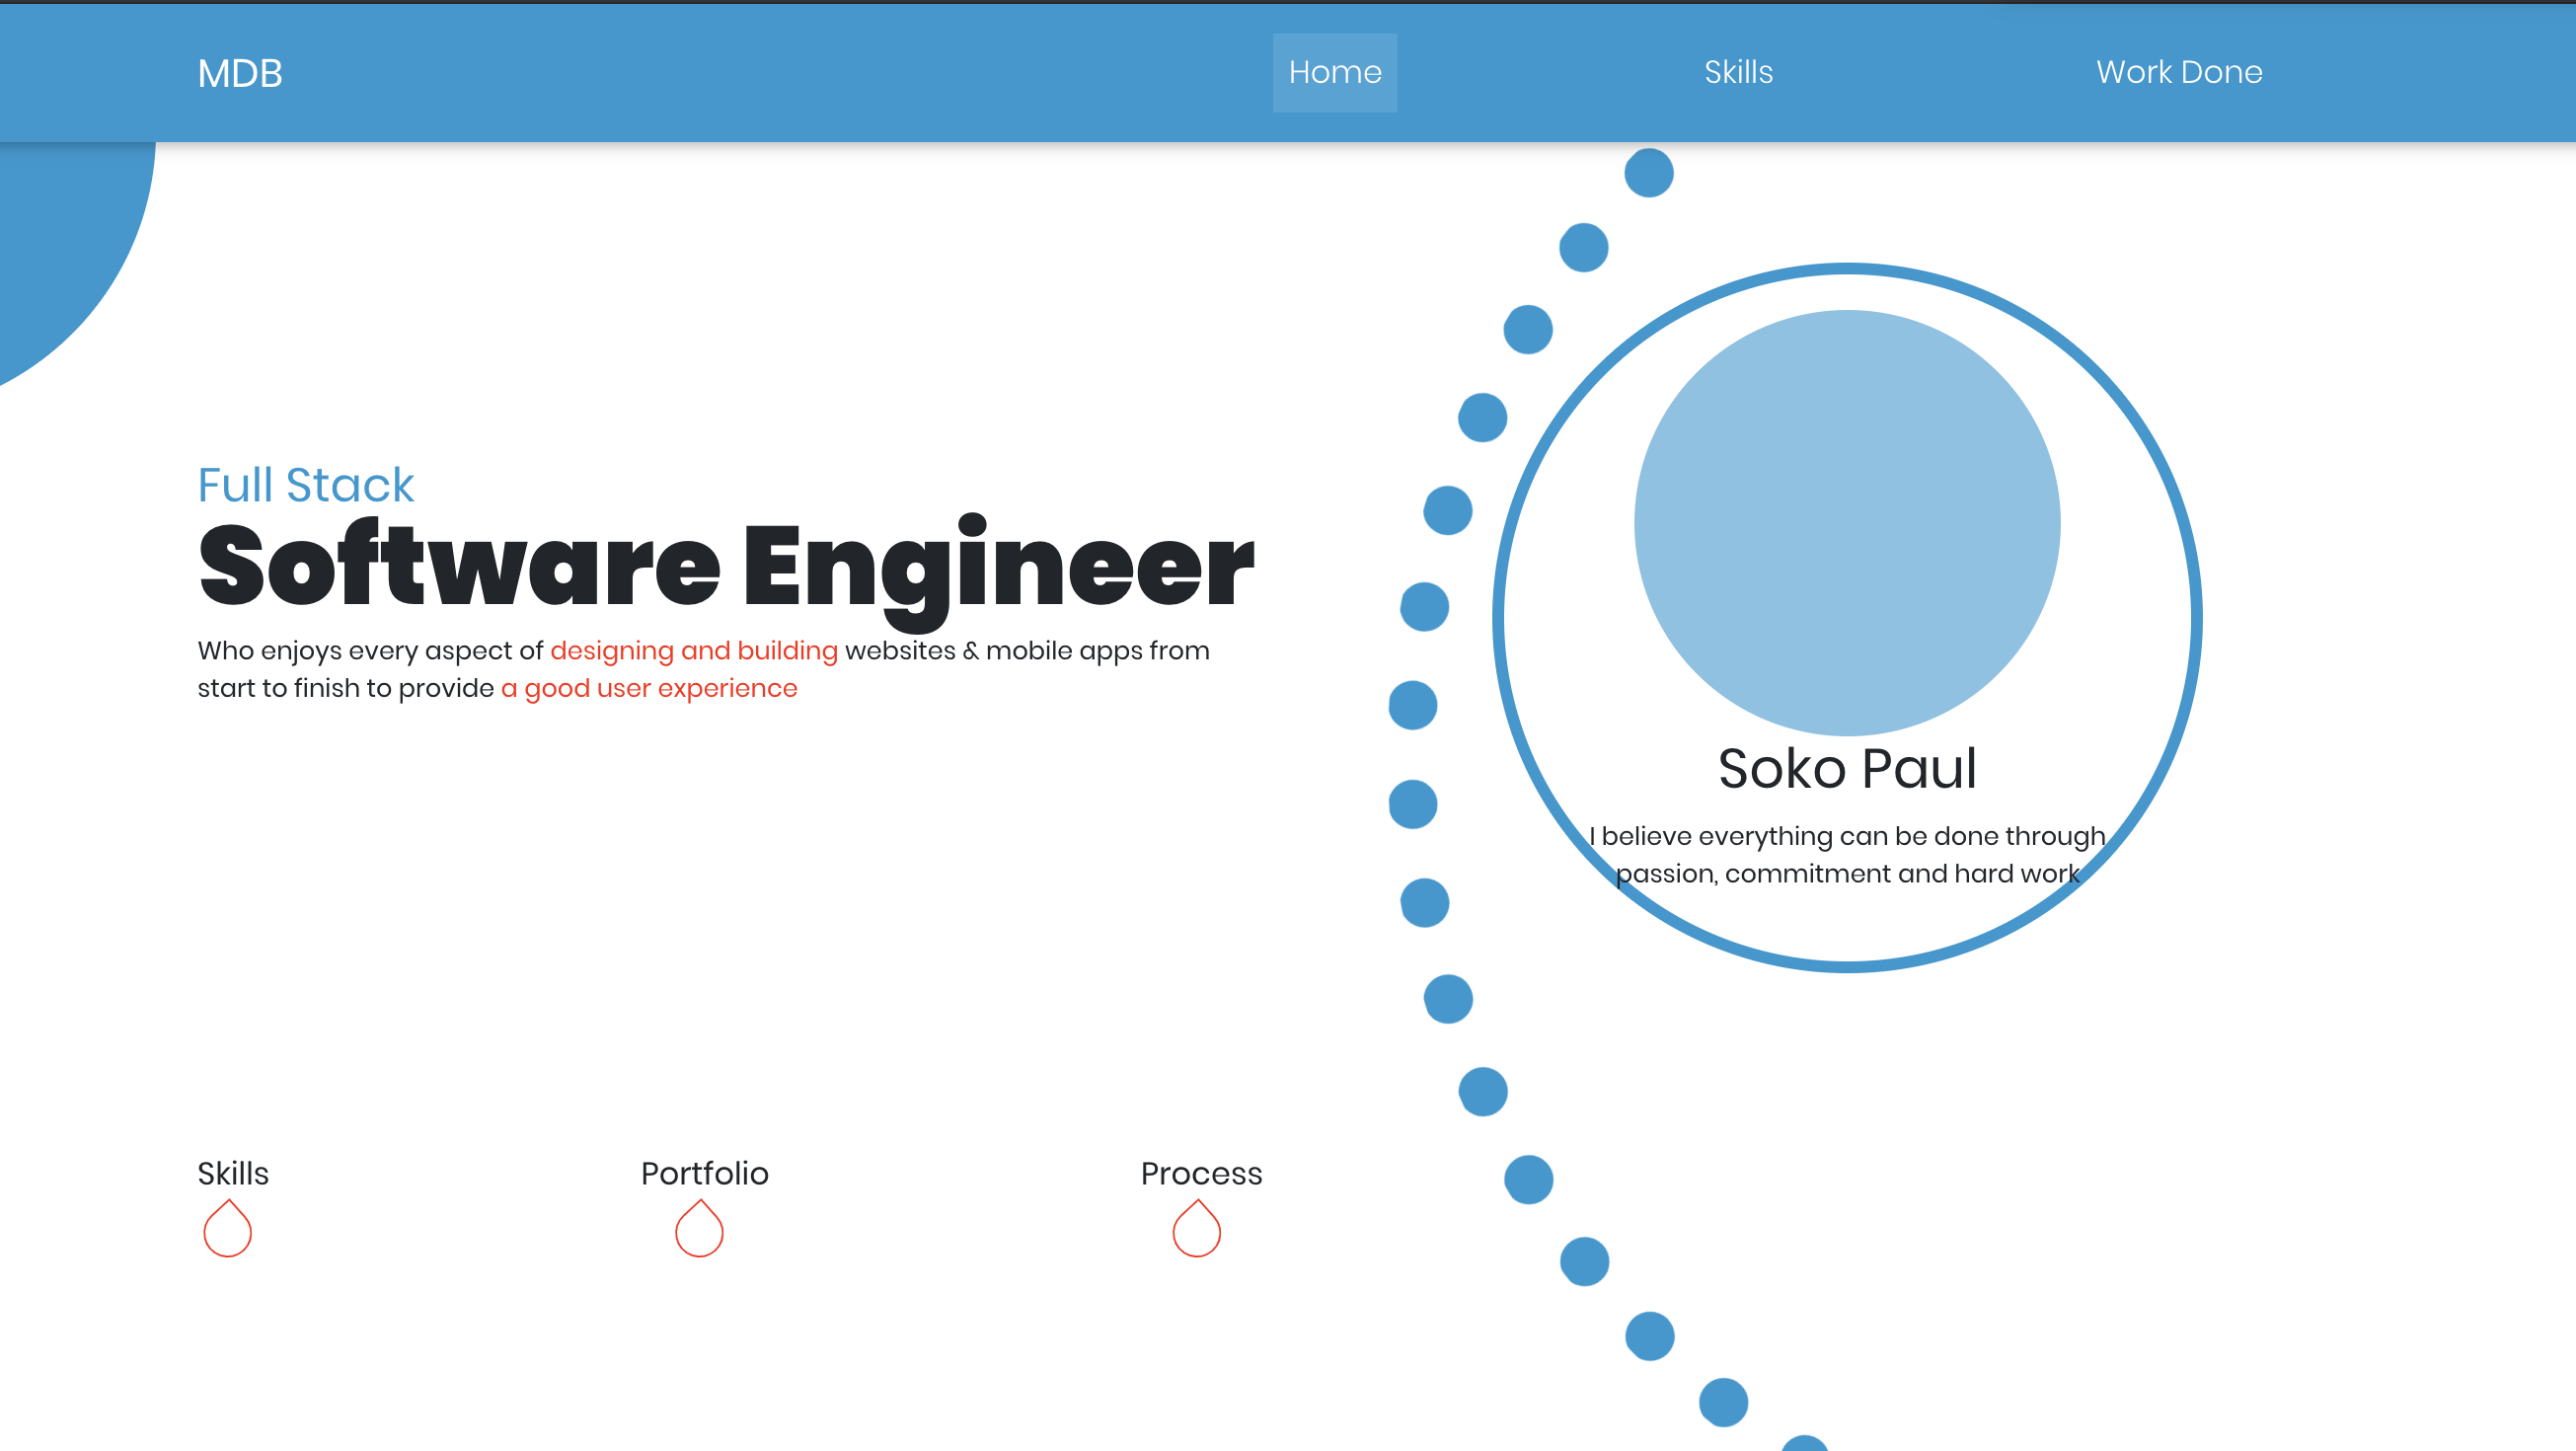 MDB
Home
Skills
Work Done
Full Stack
Software Engineer
Who enjoys every aspect of designing and building websites & mobile apps from
start to finish to provide a good user experience
Soko Paul
I believe everything can be done through
passion, commitment and hard work
Skills
Portfolio
Process